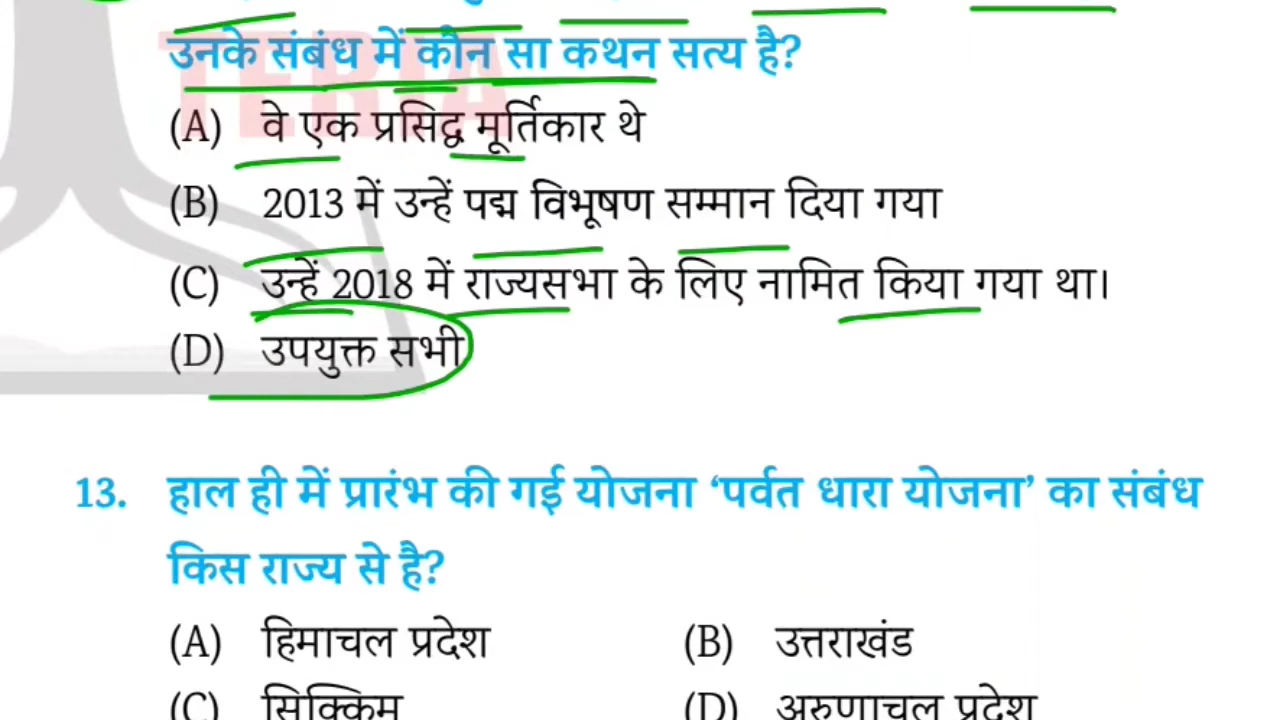 उनके संबंध में कौन सा कथन सत्य है?
(A) वे एक प्रसिद्व मूर्तिकार थे
(B) 2013 में उन्हें पद्म विभूषण सम्मान दिया गया
(C) उन्हें 2018 में राज्यसभा के लिए नामित किया गया था।
(D) उपयुक्त सभी
13. हाल ही में प्रारंभ की गई योजना ‘पर्वत धारा योजना’ का संबंध
किस राज्य से है?
(A) हिमाचल प्रदेश (B) उत्तराखंड
(C) सिक्किम (D) अरुणाचल प्रदेश